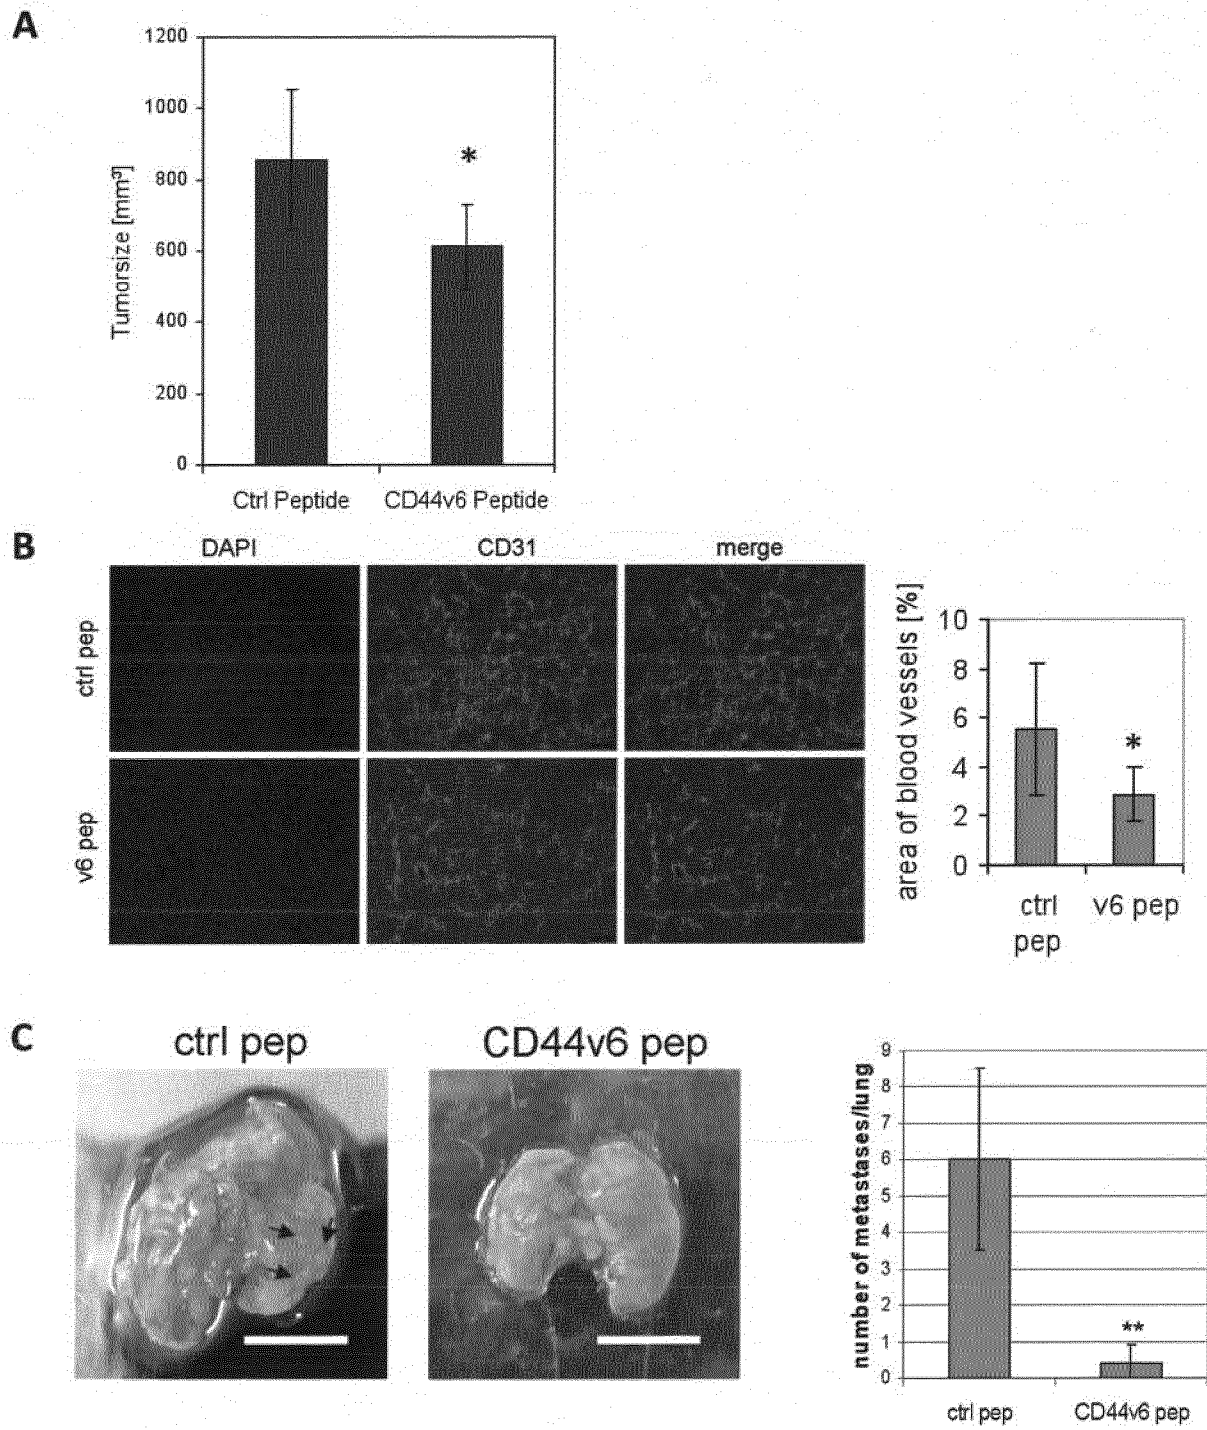 A
1200
1000
800
600
400
200
0
Tumorsize [mm³]
*
Ctrl Peptide CD44v6 Peptide
B
DAPI CD31 merge
ctrl pep
v6 pep
area of blood vessels [%]
10
8
6
4
2
0
*
ctrl v6 pep
pep
C
ctrl pep CD44v6 pep
number of metastases/lung
9
8
7
6
5
4
3
2
1
0
**
ctrl pep CD44v6 pep